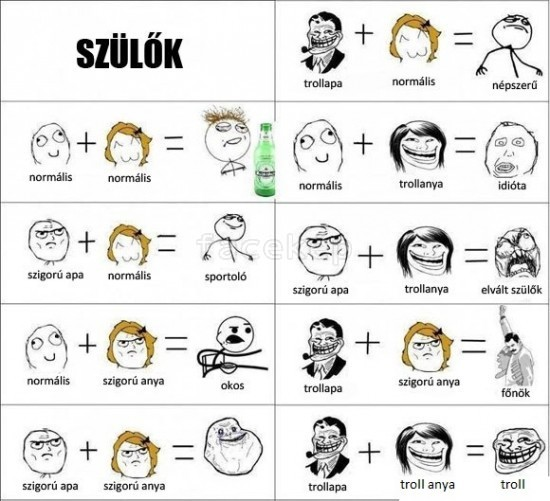 SZÜLŐK
trollapa
normális
népszerű
normális
normális
normális
trollanya
idióta
szigorú apa
normális
sportoló
szigorú apa
trollanya
elvált szülők
normális
szigorú anya
okos
trollapa
szigorú anya
főnök
szigorú apa
szigorú anya
trollapa
troll anya
troll